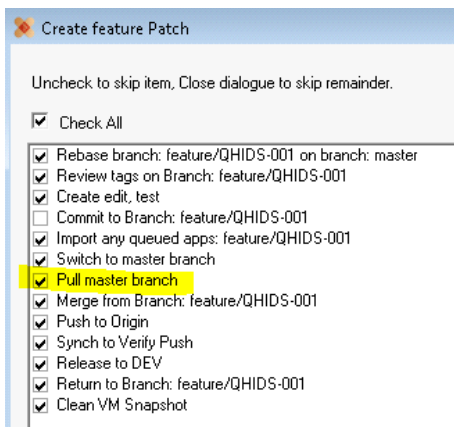 Create feature Patch
Uncheck to skip item, Close dialogue to skip remainder.
Check All
Rebase branch: feature/QHIDS-001 on branch: master
Review tags on Branch: feature/QHIDS-001
Create edit, test
Commit to Branch: feature/QHIDS-001
Import any queued apps: feature/QHIDS-001
Switch to master branch
Pull master branch
Merge from Branch: feature/QHIDS-001
Push to Origin
Synch to Verify Push
Release to DEV
Return to Branch: feature/QHIDS-001
Clean VM Snapshot